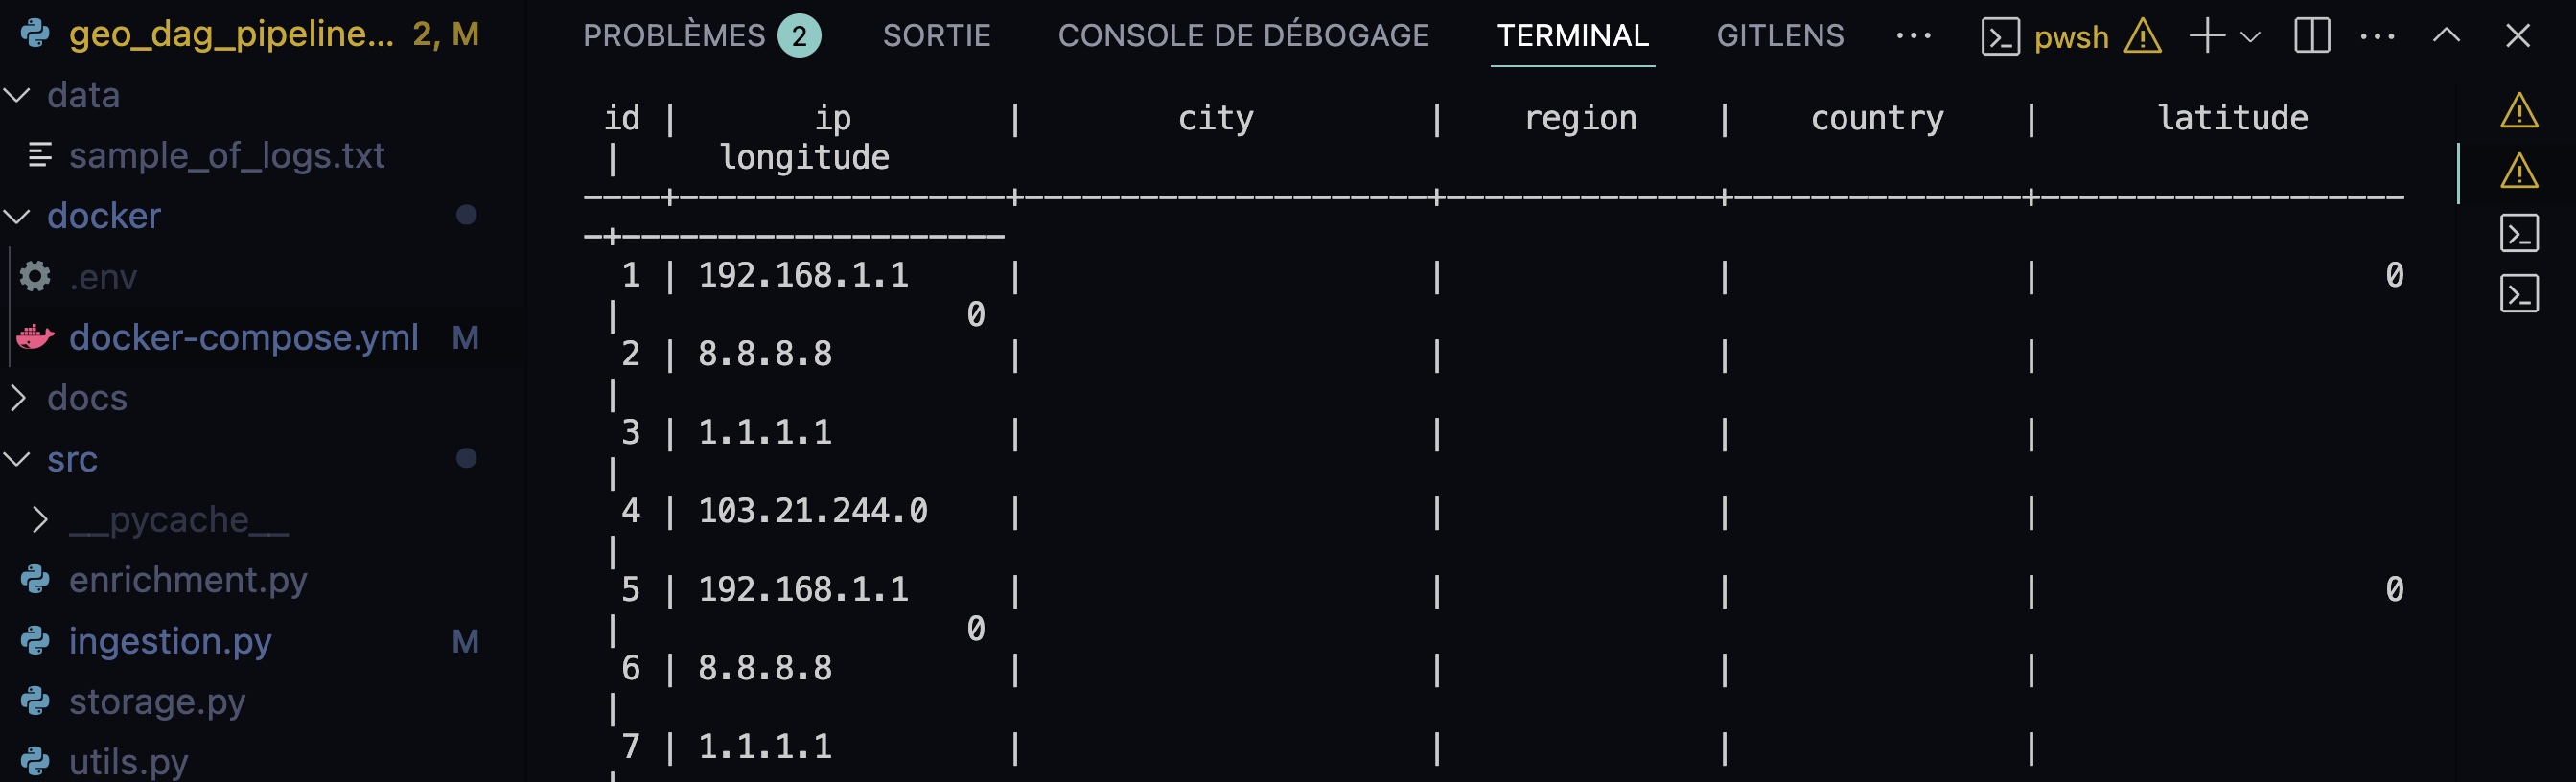 geo_dag_pipeline... 2, M
data
sample_of_logs.txt
docker
.env
docker-compose.yml M
docs
src
__pycache__
enrichment.py
ingestion.py M
storage.py
utils.py
PROBLÈMES 2 SORTIE CONSOLE DE DÉBOGAGE TERMINAL GITLENS ... pwsh
id | ip | city | region | country | latitude
| longitude
----+-----------------+---------------------+--------------+---------------+-------------------
-+--------------------
1 | 192.168.1.1 | | | | 0
| 0
2 | 8.8.8.8 | | | |
|
3 | 1.1.1.1 | | | |
|
4 | 103.21.244.0 | | | |
|
5 | 192.168.1.1 | | | | 0
| 0
6 | 8.8.8.8 | | | |
|
7 | 1.1.1.1 | | | |
|